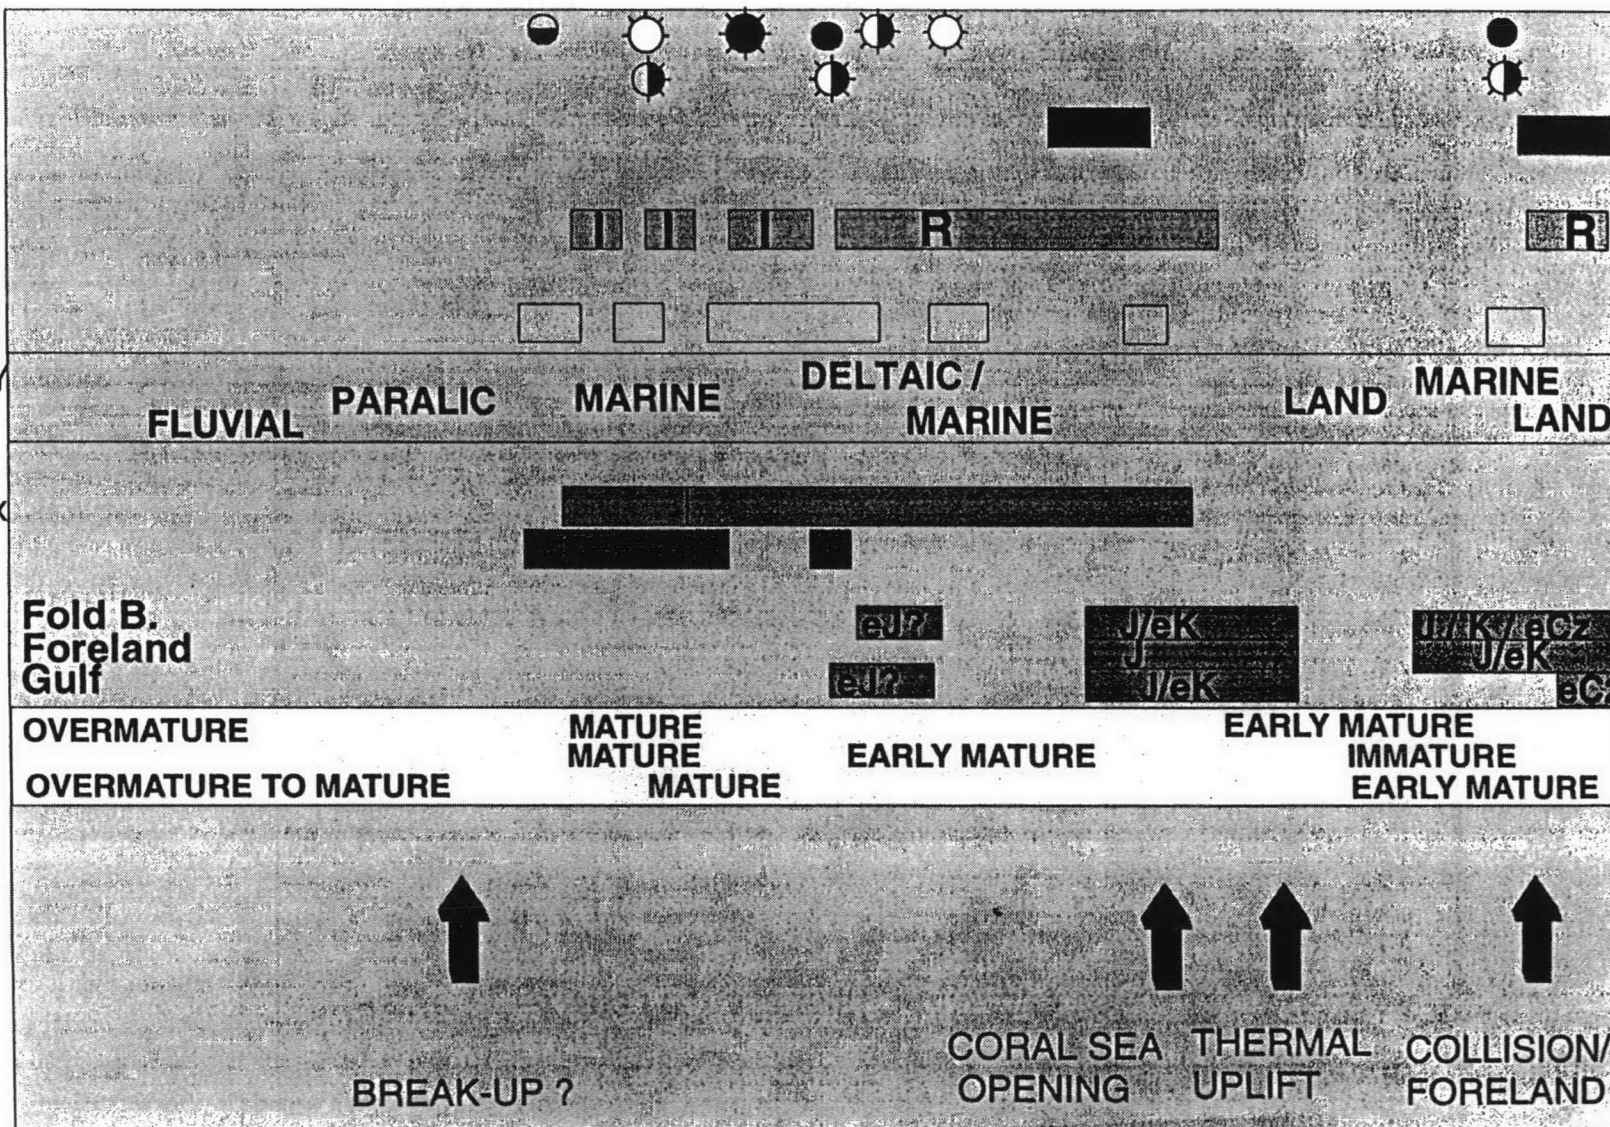 I I I R R
DELTAIC /
MARINE
PARALIC MARINE LAND
FLUVIAL MARINE LAND
Fold B. eJ? J/eK J / K / eCz
Foreland J J/eK
Gulf eJ? J/eK
OVERMATURE MATURE EARLY MATURE
MATURE EARLY MATURE IMMATURE
OVERMATURE TO MATURE MATURE EARLY MATURE
CORAL SEA THERMAL COLLISION/
BREAK-UP ? OPENING UPLIFT FORELAND